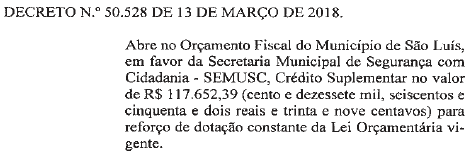 DECRETO N.º 50.528 DE 13 DE MARÇO DE 2018.
Abre no Orçamento Fiscal do Município de São Luís,
em favor da Secretaria Municipal de Segurança com
Cidadania - SEMUSC, Crédito Suplementar no valor
de R$ 117.652,39 (cento e dezessete mil, seiscentos e
cinquenta e dois reais e trinta e nove centavos) para
reforço de dotação constante da Lei Orçamentária vi-
gente.